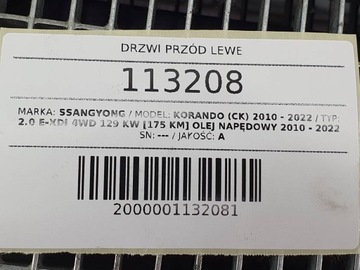 DRZWI PRZÓD LEWE
113208
MARKA: SSANGYONG / MODEL: KORANDO (CK) 2010 - 2022 / TYP:
2.0 E-XDI 4WD 129 KW [175 KM] OLEJ NAPĘDOWY 2010 - 2022
SN: --- / JAKOŚĆ: A
2000001132081